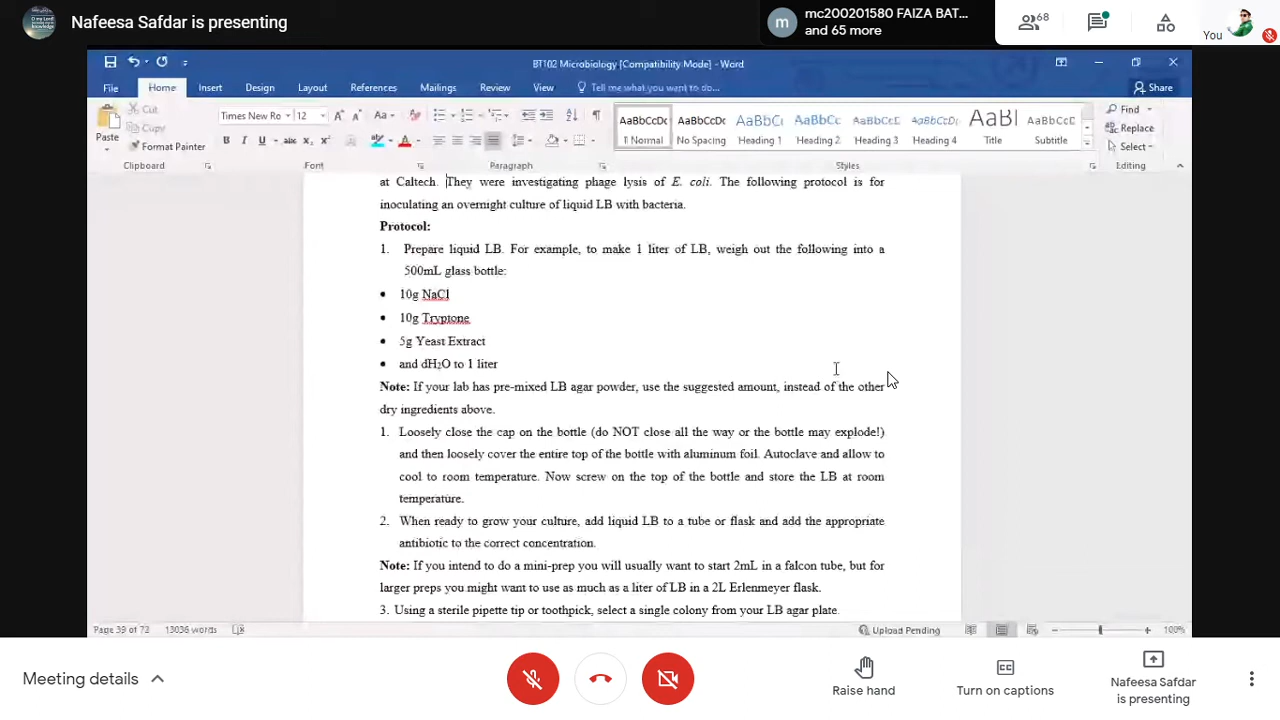 Nafeesa Safdar is presenting
mc200201580 FAIZA BAT...
and 65 more
68
You
m
BT102 Microbiology [Compatibility Mode] - Word
File Home Insert Design Layout References Mailings Review View Tell me what you want to do... Share
Paste
Cut
Copy
Format Painter
Times New Ro 12
AaBbCcDc AaBbCcDc AaBbC AaBbCc AaBbCcD AaBbCcD AaBl AaBbCcD
¶ Normal No Spacing Heading 1 Heading 2 Heading 3 Heading 4 Title Subtitle
Find
Replace
Select
Clipboard Font Paragraph Styles Editing
at Caltech. They were investigating phage lysis of E. coli. The following protocol is for
inoculating an overnight culture of liquid LB with bacteria.
Protocol:
1. Prepare liquid LB. For example, to make 1 liter of LB, weigh out the following into a
500mL glass bottle:
• 10g NaCl
• 10g Tryptone
• 5g Yeast Extract
• and dH2O to 1 liter
Note: If your lab has pre-mixed LB agar powder, use the suggested amount, instead of the other
dry ingredients above.
1. Loosely close the cap on the bottle (do NOT close all the way or the bottle may explode!)
and then loosely cover the entire top of the bottle with aluminum foil. Autoclave and allow to
cool to room temperature. Now screw on the top of the bottle and store the LB at room
temperature.
2. When ready to grow your culture, add liquid LB to a tube or flask and add the appropriate
antibiotic to the correct concentration.
Note: If you intend to do a mini-prep you will usually want to start 2mL in a falcon tube, but for
larger preps you might want to use as much as a liter of LB in a 2L Erlenmeyer flask.
3. Using a sterile pipette tip or toothpick, select a single colony from your LB agar plate.
Page 39 of 72 13036 words Upload Pending 100%
Meeting details
Raise hand
Turn on captions
Nafeesa Safdar
is presenting